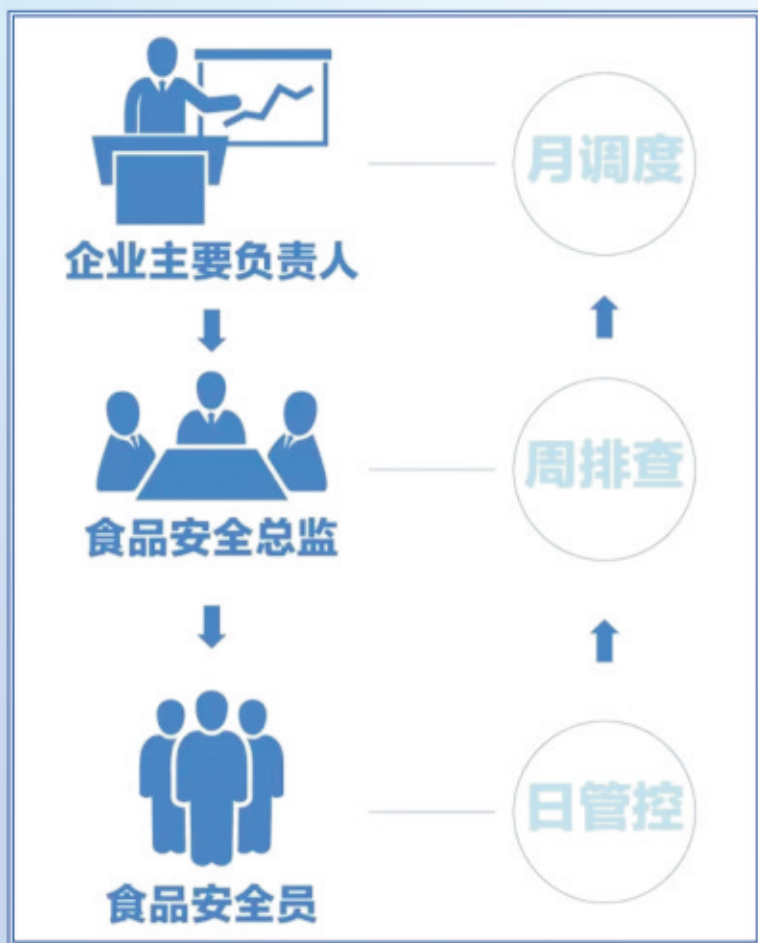 月调度
企业主要负责人
周排查
食品安全总监
日管控
食品安全员